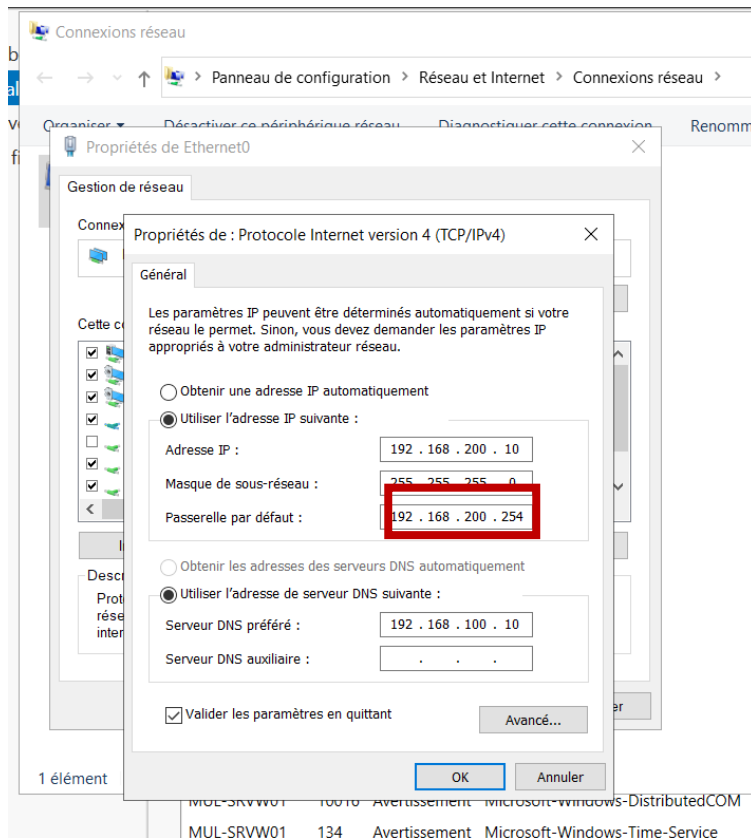 Connexions réseau
Panneau de configuration > Réseau et Internet > Connexions réseau >
Organiser Désactiver ce périphérique réseau Diagnostiquer cette connexion Renomm
Propriétés de Ethernet0
Gestion de réseau
Connex
Propriétés de : Protocole Internet version 4 (TCP/IPv4)
Général
Les paramètres IP peuvent être déterminés automatiquement si votre
réseau le permet. Sinon, vous devez demander les paramètres IP
appropriés à votre administrateur réseau.
Cette co
Obtenir une adresse IP automatiquement
Utiliser l'adresse IP suivante :
Adresse IP : 192 . 168 . 200 . 10
Masque de sous-réseau : 255 . 255 . 255 . 0
Passerelle par défaut : 192 . 168 . 200 . 254
Obtenir les adresses des serveurs DNS automatiquement
Utiliser l'adresse de serveur DNS suivante :
Serveur DNS préféré : 192 . 168 . 100 . 10
Serveur DNS auxiliaire : . . .
Descr
Proto
rése
inter
Valider les paramètres en quittant
Avancé...
er
OK Annuler
1 élément
MUL-SRVW01 10016 Avertissement Microsoft-Windows-DistributedCOM
MUL-SRVW01 134 Avertissement Microsoft-Windows-Time-Service